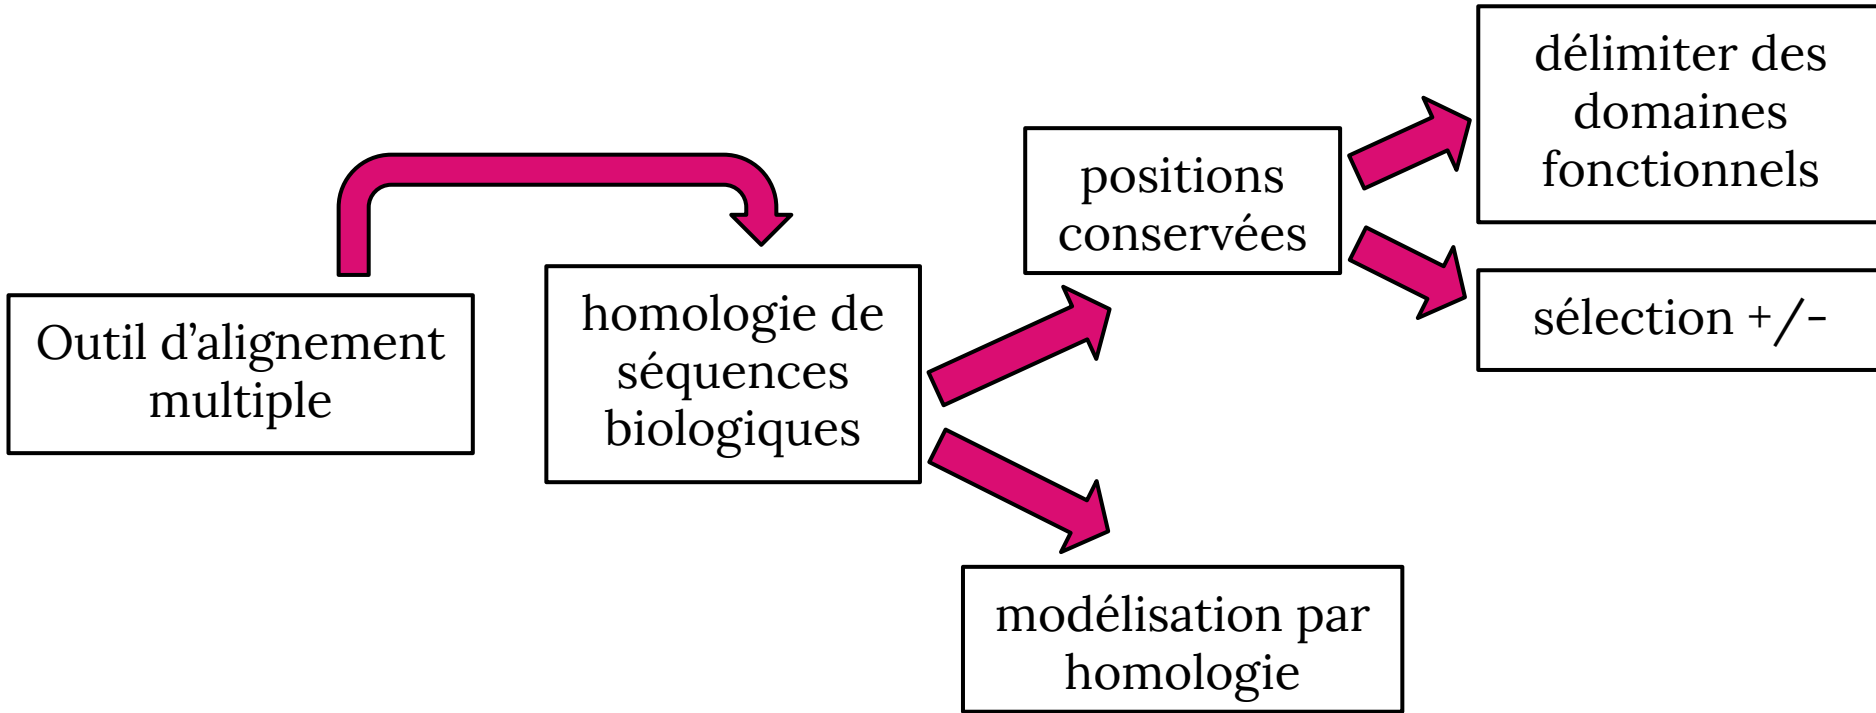 Outil d’alignement
multiple
homologie de
séquences
biologiques
positions
conservées
délimiter des
domaines
fonctionnels
sélection +/-
modélisation par
homologie